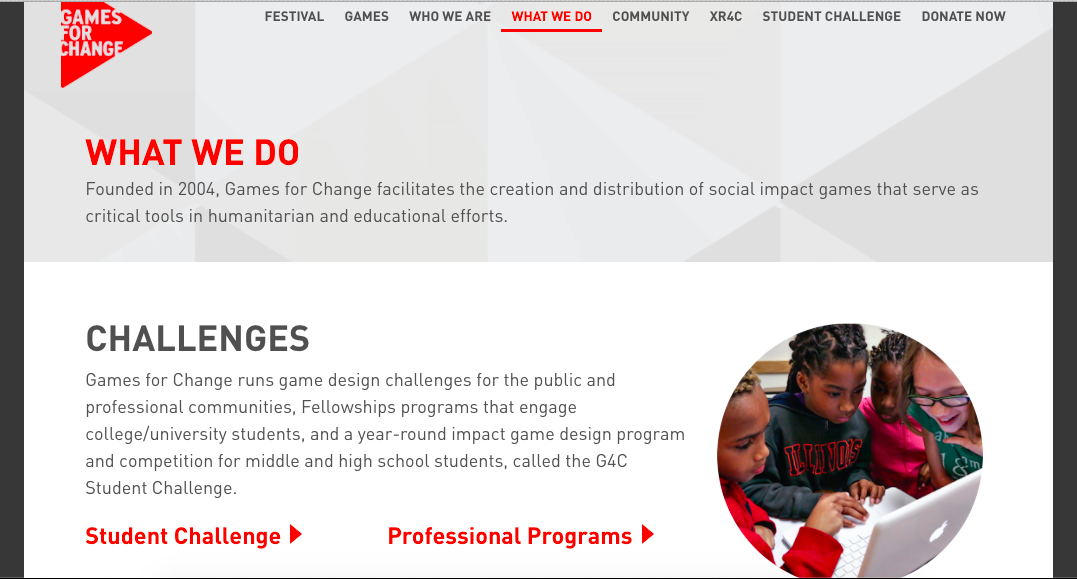 GAMES
FOR
CHANGE
FESTIVAL GAMES WHO WE ARE WHAT WE DO COMMUNITY XR4C STUDENT CHALLENGE DONATE NOW
WHAT WE DO
Founded in 2004, Games for Change facilitates the creation and distribution of social impact games that serve as
critical tools in humanitarian and educational efforts.
CHALLENGES
Games for Change runs game design challenges for the public and
professional communities, Fellowships programs that engage
college/university students, and a year-round impact game design program
and competition for middle and high school students, called the G4C
Student Challenge.
ILLINOIS
Student Challenge Professional Programs